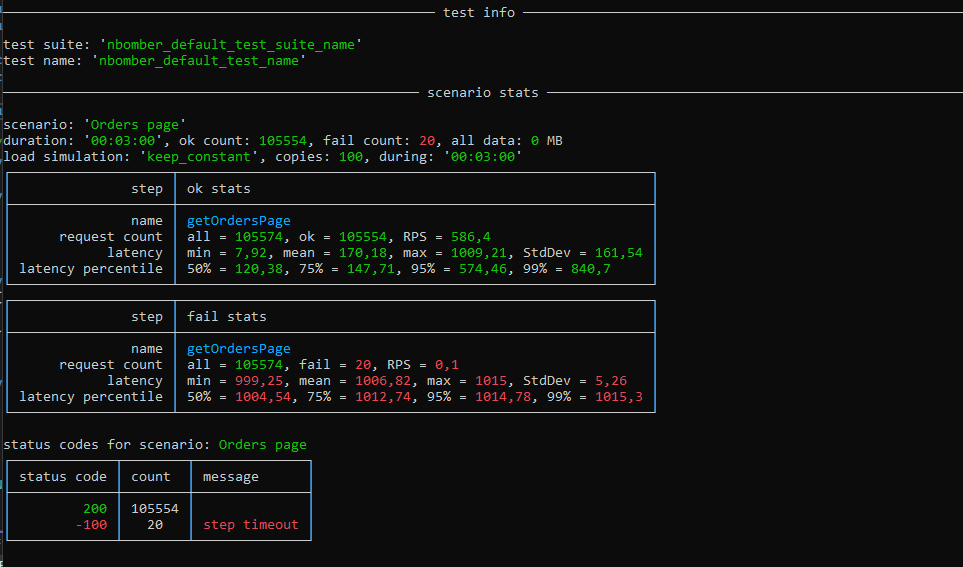 test info
test suite: 'nbomber_default_test_suite_name'
test name: 'nbomber_default_test_name'
scenario stats
scenario: 'Orders page'
duration: '00:03:00', ok count: 105554, fail count: 20, all data: 0 MB
load simulation: 'keep_constant', copies: 100, during: '00:03:00'
step ok stats
name getOrdersPage
request count all = 105574, ok = 105554, RPS = 586,4
latency min = 7,92, mean = 170,18, max = 1009,21, StdDev = 161,54
latency percentile 50% = 120,38, 75% = 147,71, 95% = 574,46, 99% = 840,7
step fail stats
name getOrdersPage
request count all = 105574, fail = 20, RPS = 0,1
latency min = 999,25, mean = 1006,82, max = 1015, StdDev = 5,26
latency percentile 50% = 1004,54, 75% = 1012,74, 95% = 1014,78, 99% = 1015,3
status codes for scenario: Orders page
status code count message
200 105554
-100 20 step timeout